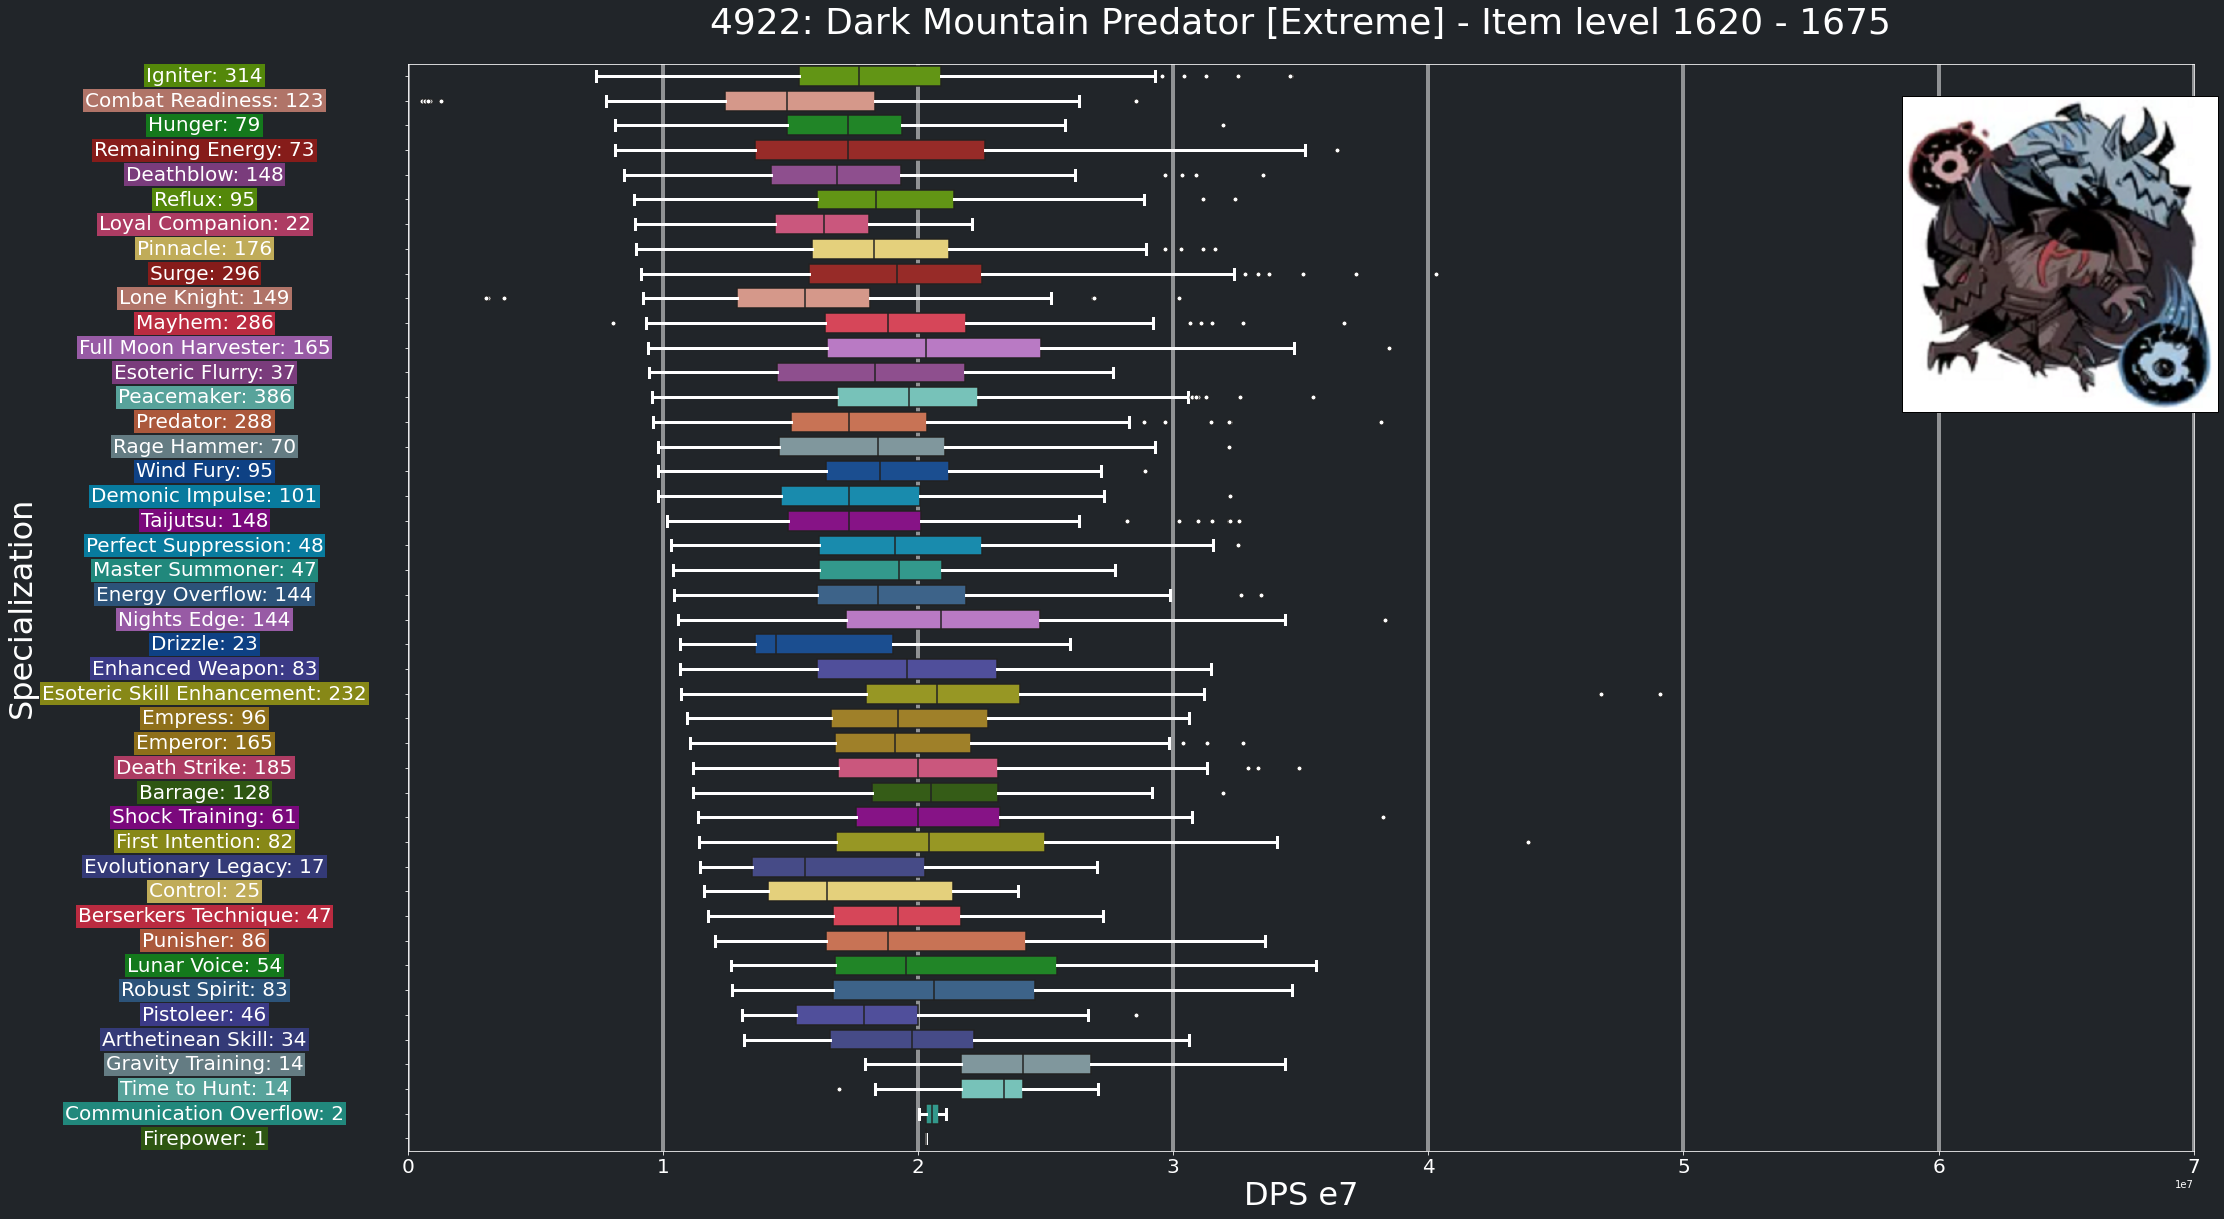 4922: Dark Mountain Predator [Extreme] - Item level 1620 - 1675
Specialization
Igniter: 314
Combat Readiness: 123
Hunger: 79
Remaining Energy: 73
Deathblow: 148
Reflux: 95
Loyal Companion: 22
Pinnacle: 176
Surge: 296
Lone Knight: 149
Mayhem: 286
Full Moon Harvester: 165
Esoteric Flurry: 37
Peacemaker: 386
Predator: 288
Rage Hammer: 70
Wind Fury: 95
Demonic Impulse: 101
Taijutsu: 148
Perfect Suppression: 48
Master Summoner: 47
Energy Overflow: 144
Nights Edge: 144
Drizzle: 23
Enhanced Weapon: 83
Esoteric Skill Enhancement: 232
Empress: 96
Emperor: 165
Death Strike: 185
Barrage: 128
Shock Training: 61
First Intention: 82
Evolutionary Legacy: 17
Control: 25
Berserkers Technique: 47
Punisher: 86
Lunar Voice: 54
Robust Spirit: 83
Pistoleer: 46
Arthetinean Skill: 34
Gravity Training: 14
Time to Hunt: 14
Communication Overflow: 2
Firepower: 1
0 1 2 3 4 5 6 7
1e7
DPS e7